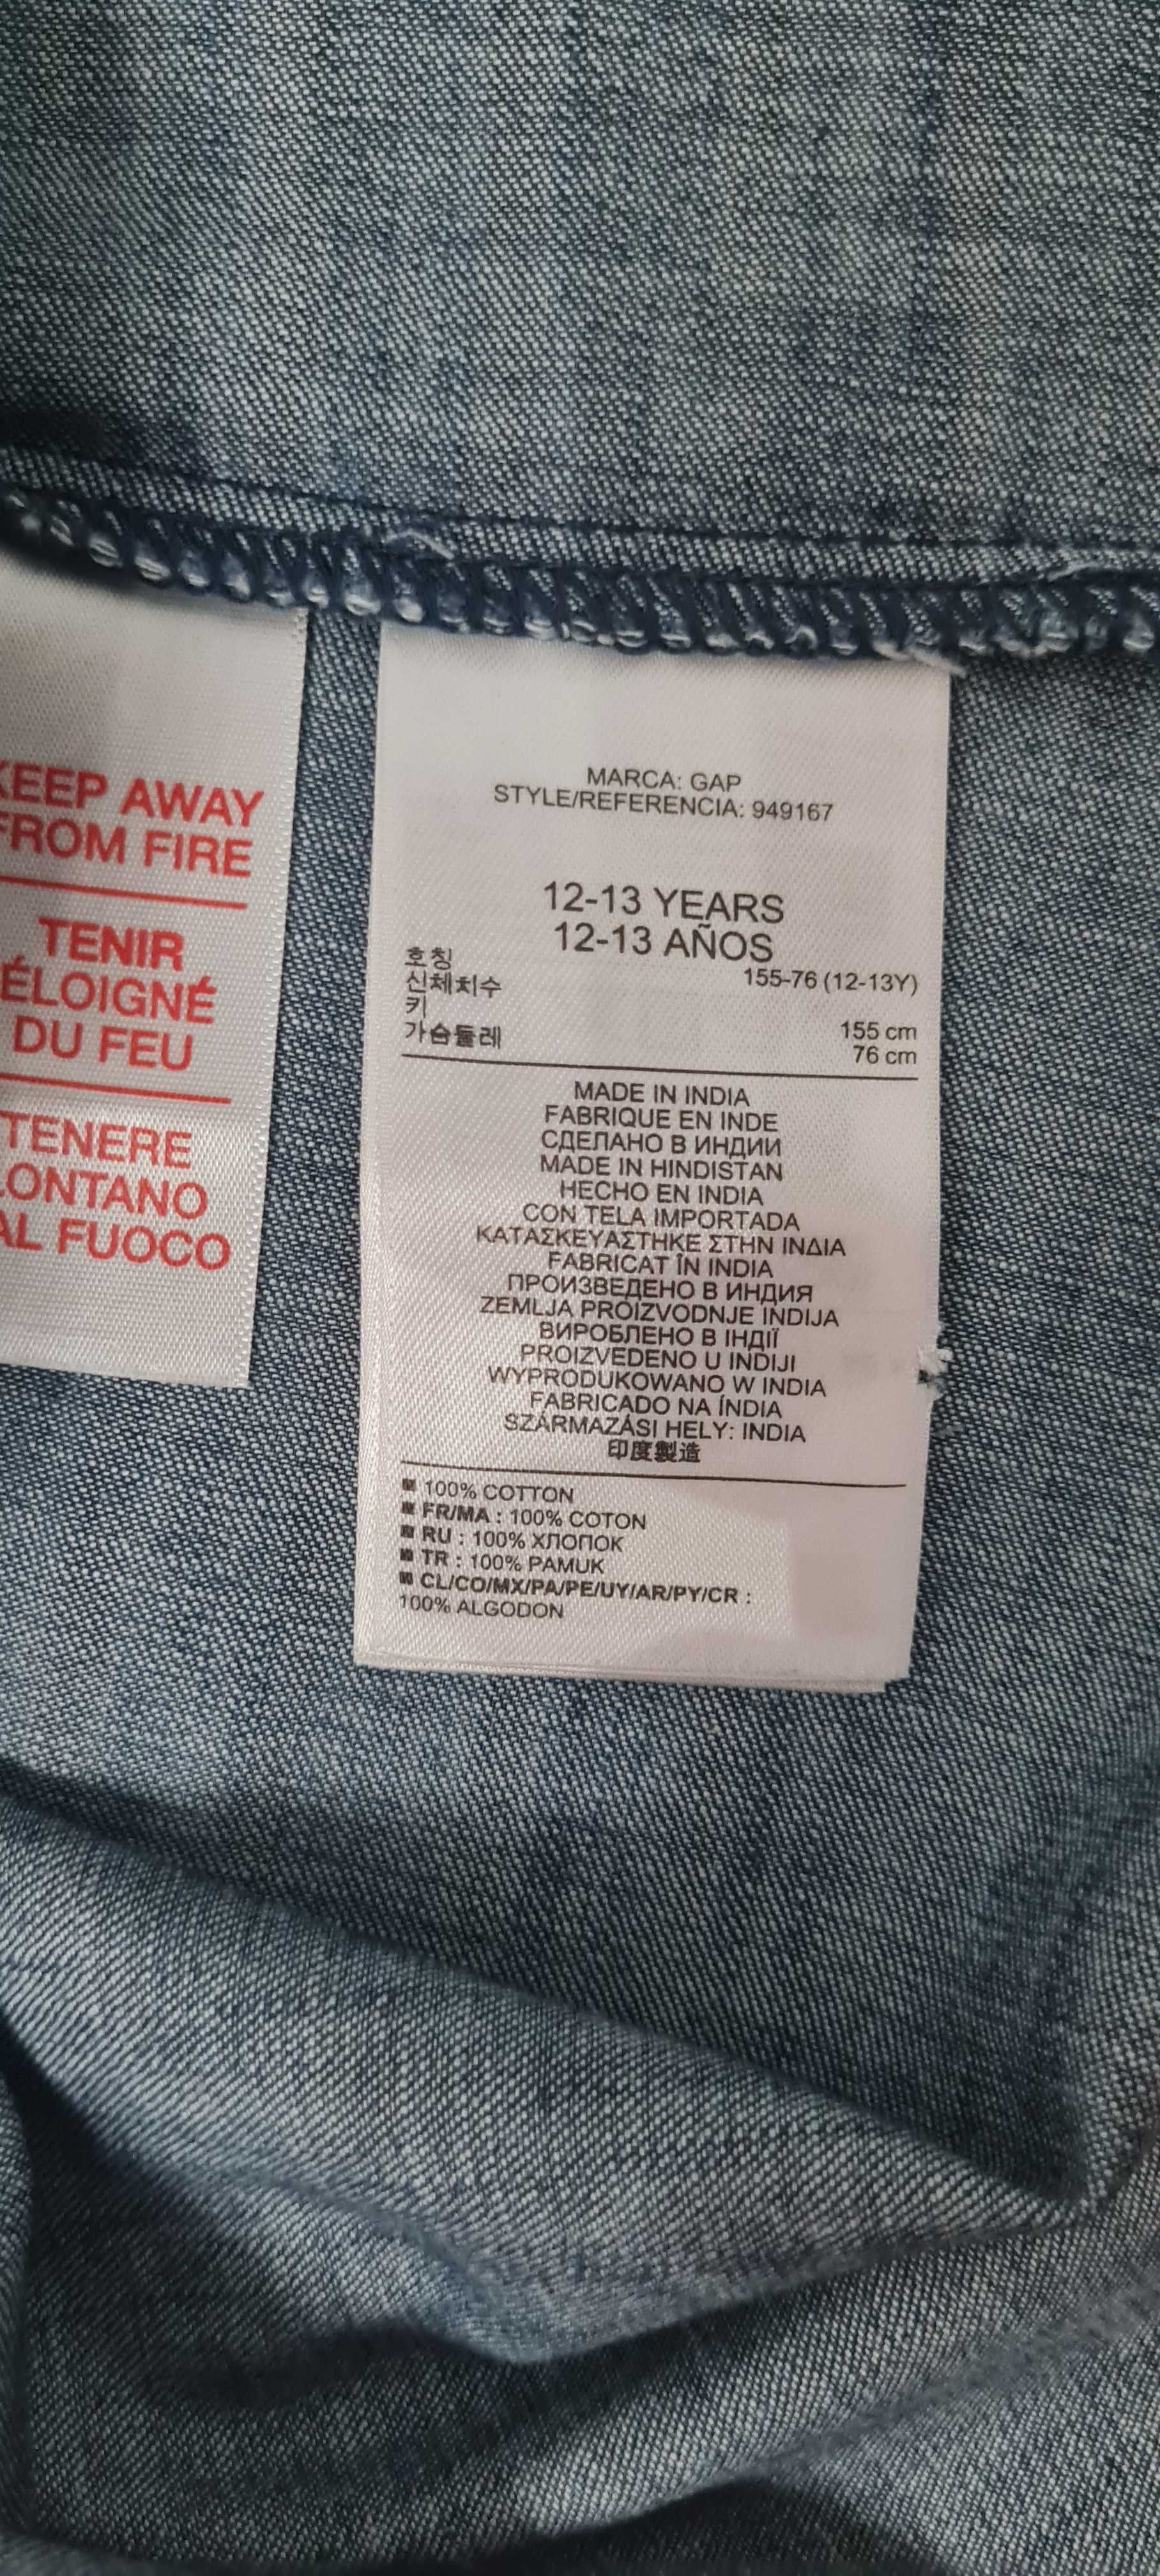 KEEP AWAY
FROM FIRE
TENIR
ÉLOIGNÉ
DU FEU
TENERE
LONTANO
AL FUOCO
MARCA: GAP
STYLE/REFERENCIA: 949167
12-13 YEARS
12-13 AÑOS
호칭
신체치수 155-76 (12-13Y)
키 155 cm
가슴둘레 76 cm
MADE IN INDIA
FABRIQUE EN INDE
СДЕЛАНО В ИНДИИ
MADE IN HINDISTAN
HECHO EN INDIA
CON TELA IMPORTADA
ΚΑΤΑΣΚΕΥΑΣΤΗΚΕ ΣΤΗΝ ΙΝΔΙΑ
FABRICAT ÎN INDIA
ПРОИЗВЕДЕНО В ИНДИЯ
ZEMLJA PROIZVODNJE INDIJA
ВИРОБЛЕНО В ІНДІЇ
PROIZVEDENO U INDIJI
WYPRODUKOWANO W INDIA
FABRICADO NA ÍNDIA
SZÁRMAZÁSI HELY: INDIA
印度製造
■ 100% COTTON
■ FR/MA : 100% COTON
■ RU : 100% ХЛОПОК
■ TR : 100% PAMUK
■ CL/CO/MX/PA/PE/UY/AR/PY/CR :
100% ALGODON